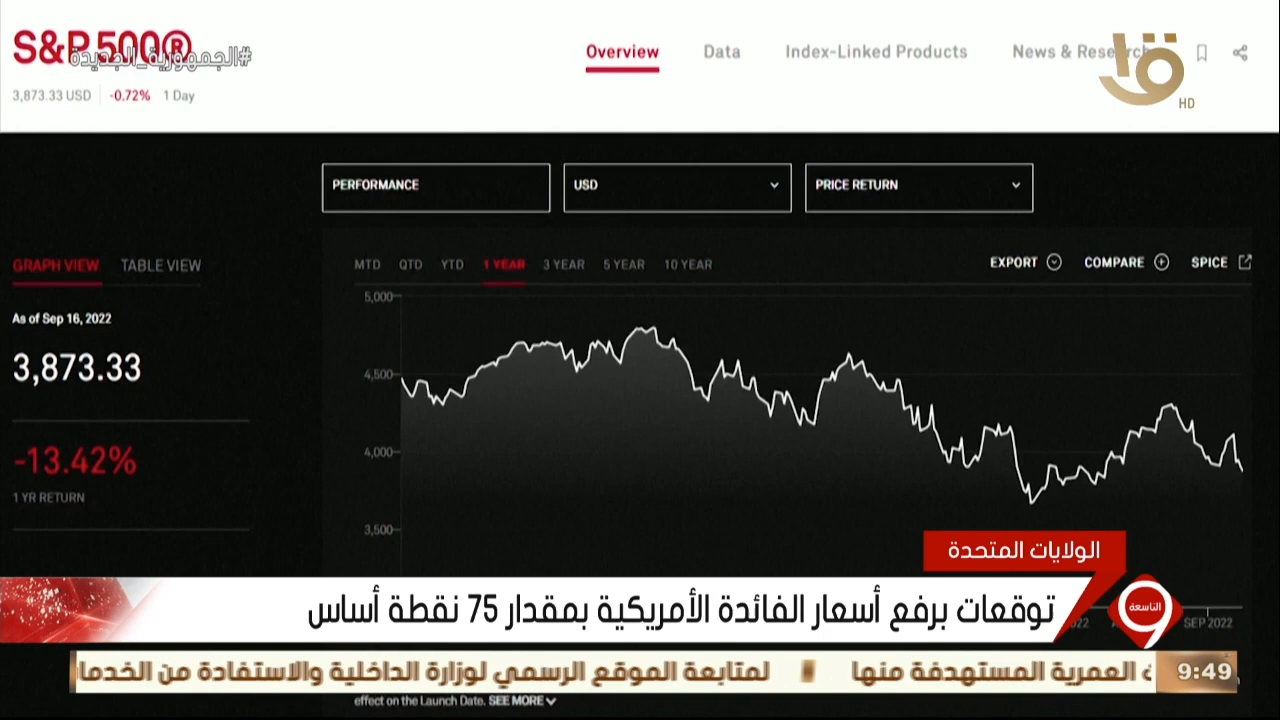 S&P 500®
#الجمهورية_الجديدة
Overview
Data
Index-Linked Products
News & Research
HD
3,873.33 USD
-0.72%
1 Day
PERFORMANCE
USD
PRICE RETURN
GRAPH VIEW
TABLE VIEW
MTD
QTD
YTD
1 YEAR
3 YEAR
5 YEAR
10 YEAR
EXPORT
COMPARE
SPICE
As of Sep 16, 2022
3,873.33
-13.42%
1 YR RETURN
5,000
4,500
4,000
3,500
الولايات المتحدة
توقعات برفع أسعار الفائدة الأمريكية بمقدار 75 نقطة أساس
التاسعة
SEP 2022
العمرية المستهدفة منها
لمتابعة الموقع الرسمي لوزارة الداخلية والاستفادة من
9:49
effect on the Launch Date. SEE MORE